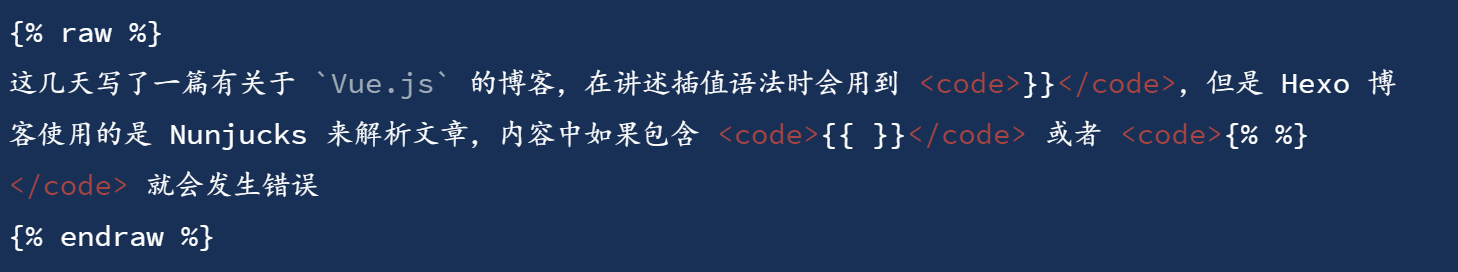 {% raw %}
这几天写了一篇有关于 `Vue.js` 的博客，在讲述插值语法时会用到 <code>}}</code>，但是 Hexo 博
客使用的是 Nunjucks 来解析文章，内容中如果包含 <code>{{ }}</code> 或者 <code>{% %}
</code> 就会发生错误
{% endraw %}